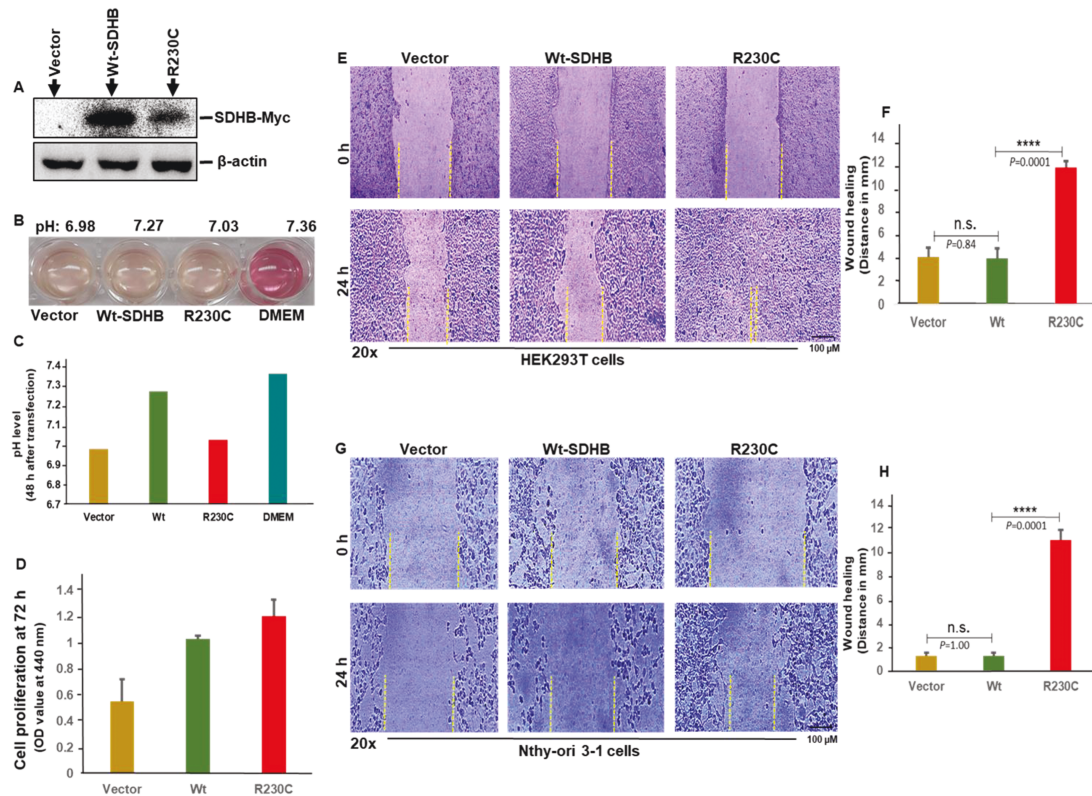 A
Vector
Wt-SDHB
R230C
SDHB-Myc
β-actin
B
pH: 6.98 7.27 7.03 7.36
Vector Wt-SDHB R230C DMEM
C
pH level
(48 h after transfection)
7.4
7.3
7.2
7.1
7
6.9
6.8
6.7
Vector Wt R230C DMEM
D
Cell proliferation at 72 h
(OD value at 440 nm)
1.4
1.2
1
0.8
0.6
0.4
0.2
0
Vector Wt R230C
E
Vector Wt-SDHB R230C
0 h
24 h
20x
100 µM
HEK293T cells
F
Wound healing
(Distance in mm)
14
12
10
8
6
4
2
0
n.s.
P=0.84
****
P=0.0001
Vector Wt R230C
G
Vector Wt-SDHB R230C
0 h
24 h
20x
100 µM
Nthy-ori 3-1 cells
H
Wound healing
(Distance in mm)
14
12
10
8
6
4
2
0
n.s.
P=1.00
****
P=0.0001
Vector Wt R230C